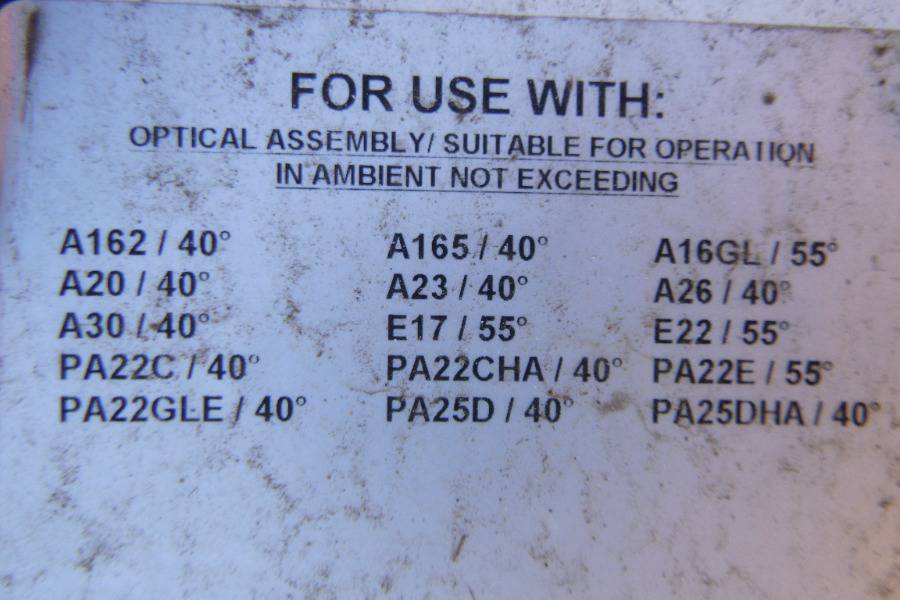 FOR USE WITH:
OPTICAL ASSEMBLY/ SUITABLE FOR OPERATION
IN AMBIENT NOT EXCEEDING
A162 / 40° A165 / 40° A16GL / 55°
A20 / 40° A23 / 40° A26 / 40°
A30 / 40° E17 / 55° E22 / 55°
PA22C / 40° PA22CHA / 40° PA22E / 55°
PA22GLE / 40° PA25D / 40° PA25DHA / 40°